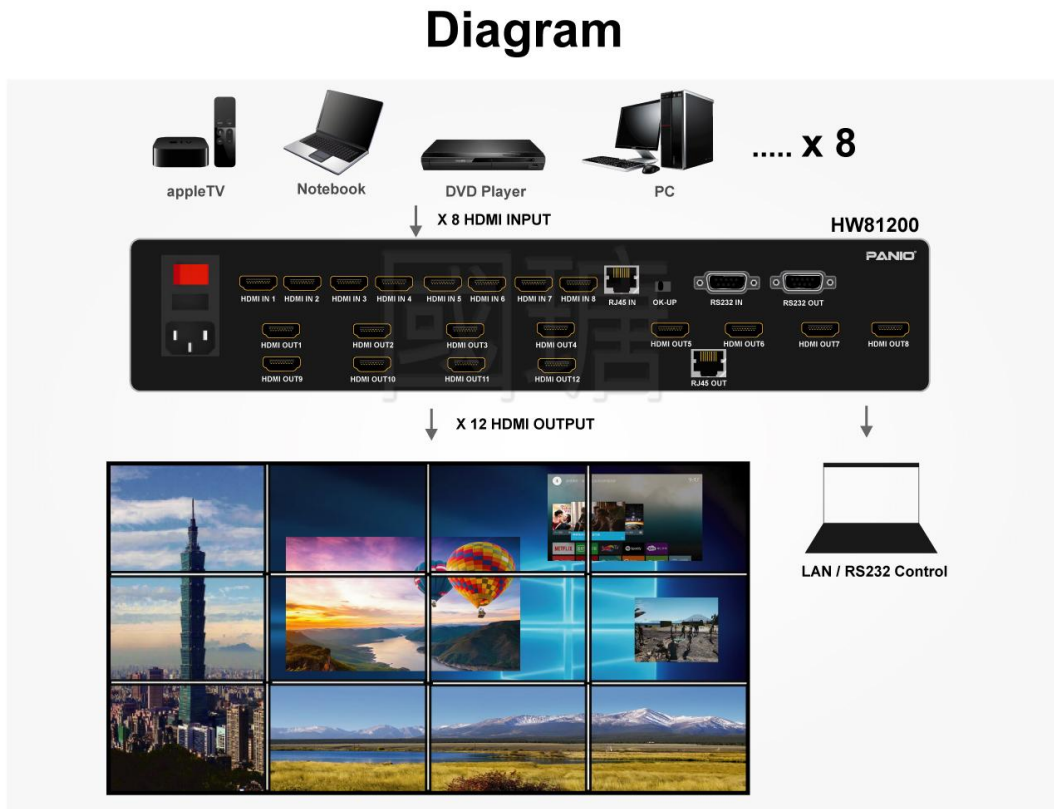 Diagram
appleTV
Notebook
DVD Player
PC
..... x 8
X 8 HDMI INPUT
HW81200
PANIO
HDMI IN 1 HDMI IN 2 HDMI IN 3 HDMI IN 4 HDMI IN 5 HDMI IN 6 HDMI IN 7 HDMI IN 8 RJ45 IN OK-UP RS232 IN RS232 OUT
HDMI OUT1 HDMI OUT2 HDMI OUT3 HDMI OUT4 HDMI OUT5 HDMI OUT6 HDMI OUT7 HDMI OUT8
HDMI OUT9 HDMI OUT10 HDMI OUT11 HDMI OUT12 RJ45 OUT
國瑭
X 12 HDMI OUTPUT
NETFLIX
LAN / RS232 Control